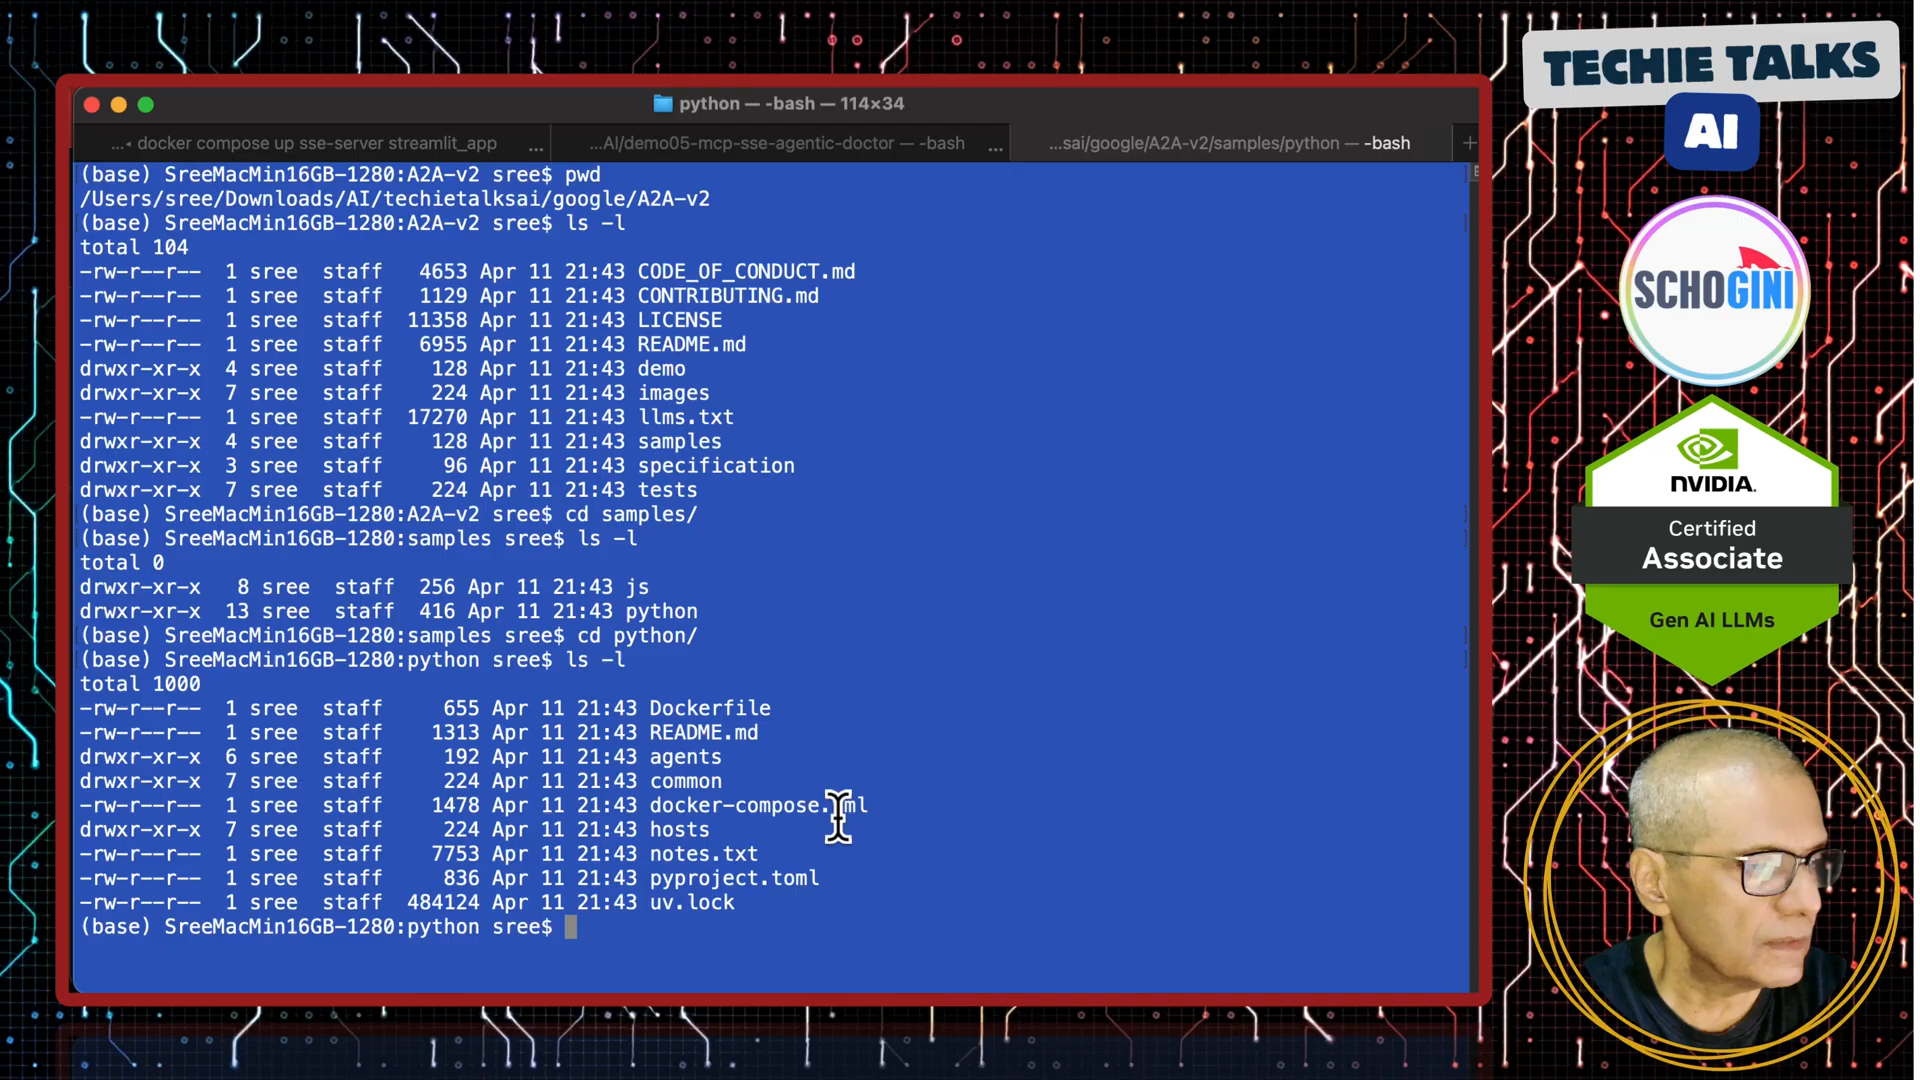 python — -bash — 114×34
...◂ docker compose up sse-server streamlit_app ...
...AI/demo05-mcp-sse-agentic-doctor — -bash ...
...sai/google/A2A-v2/samples/python — -bash +
(base) SreeMacMin16GB-1280:A2A-v2 sree$ pwd
/Users/sree/Downloads/AI/techietalksai/google/A2A-v2
(base) SreeMacMin16GB-1280:A2A-v2 sree$ ls -l
total 104
-rw-r--r-- 1 sree staff 4653 Apr 11 21:43 CODE_OF_CONDUCT.md
-rw-r--r-- 1 sree staff 1129 Apr 11 21:43 CONTRIBUTING.md
-rw-r--r-- 1 sree staff 11358 Apr 11 21:43 LICENSE
-rw-r--r-- 1 sree staff 6955 Apr 11 21:43 README.md
drwxr-xr-x 4 sree staff 128 Apr 11 21:43 demo
drwxr-xr-x 7 sree staff 224 Apr 11 21:43 images
-rw-r--r-- 1 sree staff 17270 Apr 11 21:43 llms.txt
drwxr-xr-x 4 sree staff 128 Apr 11 21:43 samples
drwxr-xr-x 3 sree staff 96 Apr 11 21:43 specification
drwxr-xr-x 7 sree staff 224 Apr 11 21:43 tests
(base) SreeMacMin16GB-1280:A2A-v2 sree$ cd samples/
(base) SreeMacMin16GB-1280:samples sree$ ls -l
total 0
drwxr-xr-x 8 sree staff 256 Apr 11 21:43 js
drwxr-xr-x 13 sree staff 416 Apr 11 21:43 python
(base) SreeMacMin16GB-1280:samples sree$ cd python/
(base) SreeMacMin16GB-1280:python sree$ ls -l
total 1000
-rw-r--r-- 1 sree staff 655 Apr 11 21:43 Dockerfile
-rw-r--r-- 1 sree staff 1313 Apr 11 21:43 README.md
drwxr-xr-x 6 sree staff 192 Apr 11 21:43 agents
drwxr-xr-x 7 sree staff 224 Apr 11 21:43 common
-rw-r--r-- 1 sree staff 1478 Apr 11 21:43 docker-compose.yml
drwxr-xr-x 7 sree staff 224 Apr 11 21:43 hosts
-rw-r--r-- 1 sree staff 7753 Apr 11 21:43 notes.txt
-rw-r--r-- 1 sree staff 836 Apr 11 21:43 pyproject.toml
-rw-r--r-- 1 sree staff 484124 Apr 11 21:43 uv.lock
(base) SreeMacMin16GB-1280:python sree$
TECHIE TALKS
AI
SCHOGINI
NVIDIA.
Certified
Associate
Gen AI LLMs